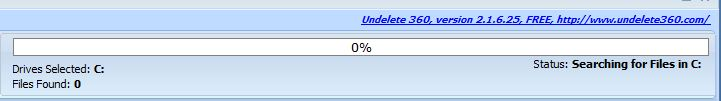 Undelete 360, version 2.1.6.25, FREE, http://www.undelete360.com/
0%
Drives Selected: C:
Status: Searching for Files in C:
Files Found: 0